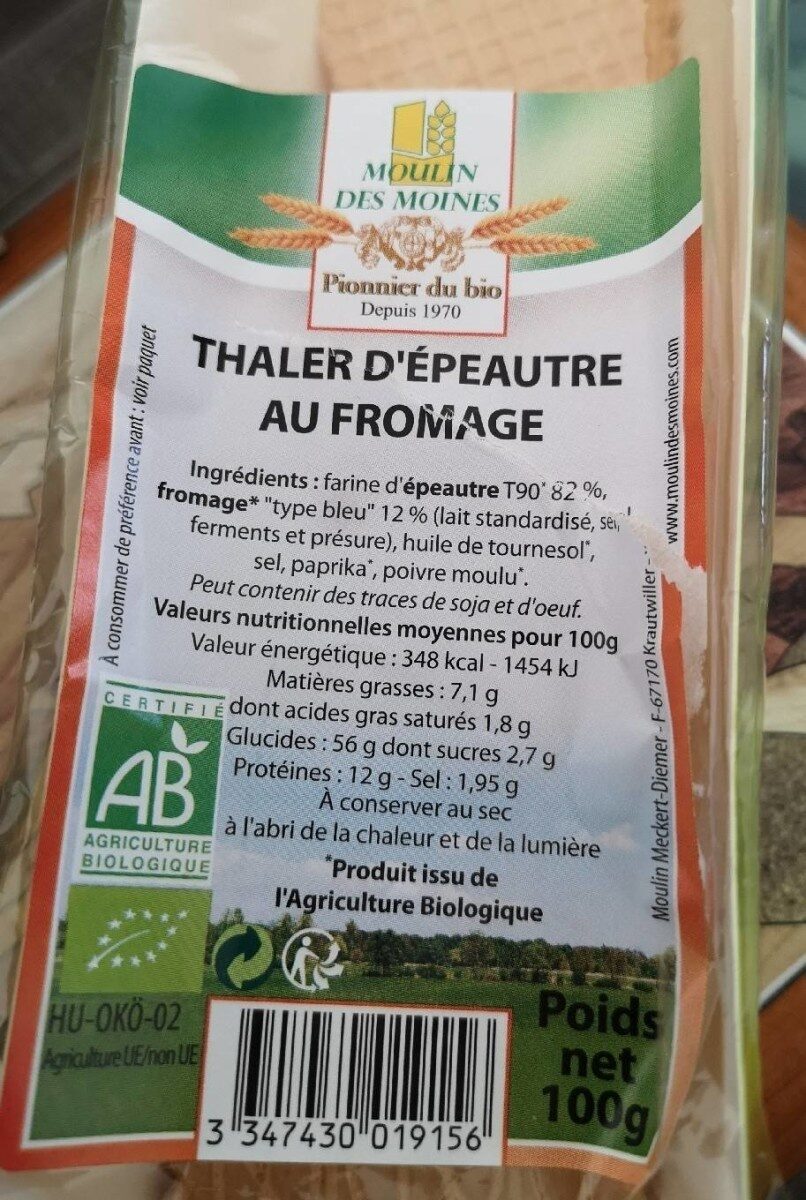 MOULIN
DES MOINES
Pionnier du bio
Depuis 1970
THALER D'ÉPEAUTRE
AU FROMAGE
Ingrédients : farine d'épeautre T90* 82 %,
fromage* "type bleu" 12 % (lait standardisé, sel,
ferments et présure), huile de tournesol*,
sel, paprika*, poivre moulu*.
Peut contenir des traces de soja et d'oeuf.
Valeurs nutritionnelles moyennes pour 100g
Valeur énergétique : 348 kcal - 1454 kJ
Matières grasses : 7,1 g
dont acides gras saturés 1,8 g
Glucides : 56 g dont sucres 2,7 g
Protéines : 12 g - Sel : 1,95 g
À conserver au sec
à l'abri de la chaleur et de la lumière
*Produit issu de
l'Agriculture Biologique
À consommer de préférence avant : voir paquet
Moulin Meckert-Diemer - F-67170 Krautwiller -
www.moulindesmoines.com
CERTIFIÉ
AB
AGRICULTURE
BIOLOGIQUE
HU-OKÖ-02
Agriculture UE/non UE
Poids
net
100g
3 347430 019156